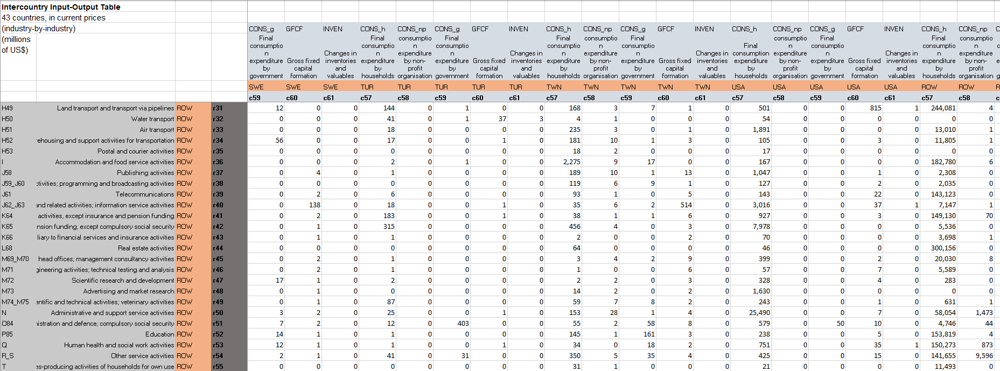 Intercountry Input-Output Table
43 countries, in current prices
(industry-by-industry)
(millions of US$)
CONS_g GFCF INVEN CONS_h CONS_np CONS_g GFCF INVEN CONS_h CONS_np CONS_g GFCF INVEN CONS_h CONS_np CONS_g GFCF INVEN CONS_h CONS_np
Final consumption expenditure by government Gross fixed capital formation Changes in inventories and valuables Final consumption expenditure by households consumption expenditure by non-profit organisation Final consumption expenditure by government Gross fixed capital formation Changes in inventories and valuables Final consumption expenditure by households consumption expenditure by non-profit organisation Final consumption expenditure by government Gross fixed capital formation Changes in inventories and valuables Final consumption expenditure by households consumption expenditure by non-profit organisation Final consumption expenditure by government Gross fixed capital formation Changes in inventories and valuables Final consumption expenditure by households consumption expenditure by non-profit organisation
SWE SWE SWE TUR TUR TUR TUR TUR TWN TWN TWN TWN TWN USA USA USA USA USA ROW ROW
c59 c60 c61 c57 c58 c59 c60 c61 c57 c58 c59 c60 c61 c57 c58 c59 c60 c61 c57 c58
H49 Land transport and transport via pipelines ROW r31 12 0 0 144 0 1 0 0 168 3 7 1 0 501 0 0 815 1 244,081 4
H50 Water transport ROW r32 0 0 0 41 0 1 37 3 4 1 0 0 0 54 0 0 0 0 0 0
H51 Air transport ROW r33 0 0 0 18 0 0 0 0 235 3 0 1 0 1,891 0 0 0 0 13,010 1
H52 rehousing and support activities for transportation ROW r34 56 0 0 17 0 0 1 0 181 10 1 3 0 105 0 0 3 0 11,805 1
H53 Postal and courier activities ROW r35 0 0 0 0 0 0 0 0 18 2 0 0 0 17 0 0 0 0 0 0
I Accommodation and food service activities ROW r36 0 0 0 2 0 1 0 0 2,275 9 17 0 0 167 0 0 0 0 182,780 6
J58 Publishing activities ROW r37 0 4 0 1 0 0 0 0 189 10 1 13 0 1,047 0 0 1 0 2,308 0
J59_J60 ctivities; programming and broadcasting activities ROW r38 0 0 0 0 0 0 0 0 119 6 9 1 0 127 0 0 2 0 2,035 0
J61 Telecommunications ROW r39 0 2 0 6 0 0 0 0 93 1 0 5 0 143 0 0 22 0 143,123 0
J62_J63 and related activities; information service activities ROW r40 0 138 0 18 0 0 1 0 35 6 2 514 0 3,016 0 0 37 1 7,147 1
K64 activities, except insurance and pension funding ROW r41 0 2 0 183 0 0 1 0 38 1 1 6 0 927 0 0 3 0 149,130 70
K65 nsion funding, except compulsory social security ROW r42 0 1 0 315 0 0 0 0 456 4 0 3 0 7,978 0 0 0 0 5,536 0
K66 liary to financial services and insurance activities ROW r43 0 1 0 1 0 0 0 0 2 0 0 2 0 70 0 0 0 0 3,698 1
L68 Real estate activities ROW r44 0 0 0 0 0 0 0 0 64 0 0 0 0 46 0 0 0 0 300,156 0
M69_M70 head offices; management consultancy activities ROW r45 0 2 0 1 0 0 0 0 3 4 2 9 0 399 0 0 2 0 20,030 8
M71 gineering activities; technical testing and analysis ROW r46 0 2 0 1 0 0 0 0 1 0 0 6 0 57 0 0 7 0 5,589 0
M72 Scientific research and development ROW r47 17 1 0 2 0 0 0 0 2 2 0 3 0 328 0 0 4 0 283 0
M73 Advertising and market research ROW r48 0 1 0 0 0 0 0 0 14 2 0 2 0 1,630 0 0 0 0 0 0
M74_M75 entific and technical activities; veterinary activities ROW r49 0 1 0 87 0 0 0 0 59 7 8 2 0 243 0 0 1 0 631 1
N Administrative and support service activities ROW r50 3 2 0 25 0 0 1 0 153 28 1 4 0 25,490 0 0 7 0 58,054 1,473
O84 nistration and defence; compulsory social security ROW r51 7 2 0 12 0 403 0 0 55 2 58 8 0 579 0 50 10 0 4,746 44
P85 Education ROW r52 14 1 0 1 0 0 0 0 145 1 161 3 0 238 0 0 5 0 153,819 4
Q Human health and social work activities ROW r53 12 1 0 1 0 0 1 0 34 0 18 2 0 751 0 0 35 1 150,273 873
R_S Other service activities ROW r54 2 1 0 41 0 31 0 0 350 5 35 4 0 425 0 0 15 0 141,655 9,596
T es-producing activities of households for own use ROW r55 0 0 0 0 0 0 0 0 31 1 0 0 0 21 0 0 0 0 11,493 0